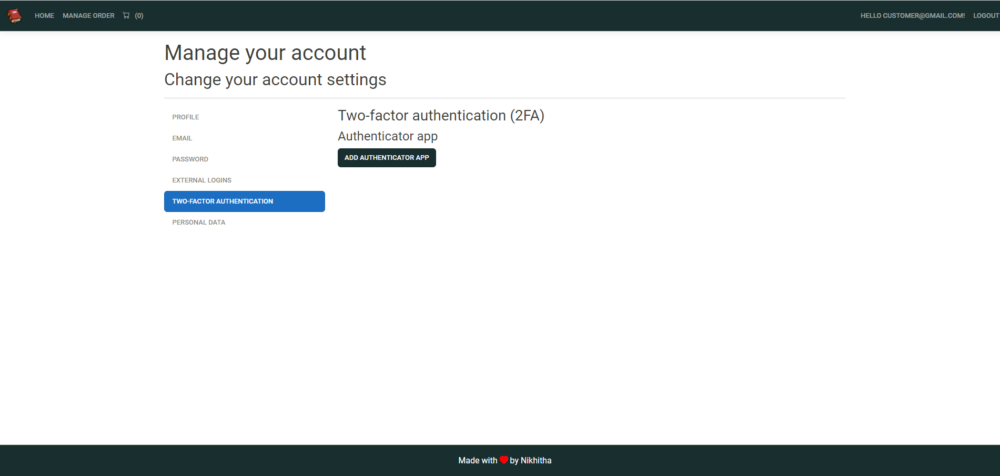 HOME MANAGE ORDER (0) HELLO CUSTOMER@GMAIL.COM! LOGOUT
Manage your account
Change your account settings
PROFILE
EMAIL
PASSWORD
EXTERNAL LOGINS
TWO-FACTOR AUTHENTICATION
PERSONAL DATA
Two-factor authentication (2FA)
Authenticator app
ADD AUTHENTICATOR APP
Made with by Nikhitha